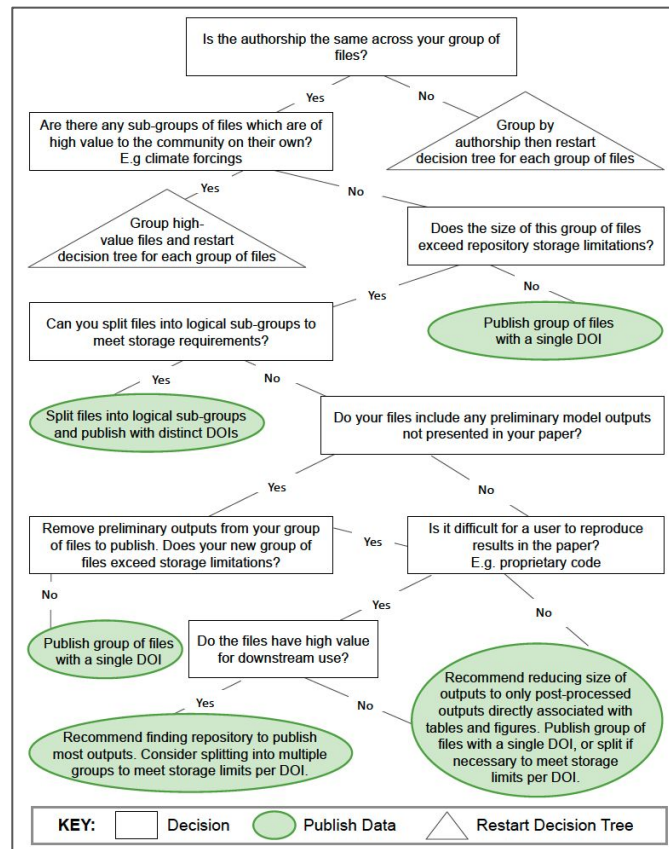 Is the authorship the same across your group of
files?
Yes
No
Are there any sub-groups of files which are of
high value to the community on their own?
E.g climate forcings
Group by
authorship then restart
decision tree for each group of files
Yes
No
Group high-
value files and restart
decision tree for each group of files
Does the size of this group of files
exceed repository storage limitations?
Yes
No
Can you split files into logical sub-groups to
meet storage requirements?
Publish group of files
with a single DOI
Yes
No
Split files into logical sub-groups
and publish with distinct DOIs
Do your files include any preliminary model outputs
not presented in your paper?
Yes
No
Remove preliminary outputs from your group
of files to publish. Does your new group of
files exceed storage limitations?
Yes
Is it difficult for a user to reproduce
results in the paper?
E.g. proprietary code
No
Yes
No
Publish group of files
with a single DOI
Do the files have high value
for downstream use?
Yes
No
Recommend finding repository to publish
most outputs. Consider splitting into multiple
groups to meet storage limits per DOI.
Recommend reducing size of
outputs to only post-processed
outputs directly associated with
tables and figures. Publish group of
files with a single DOI, or split if
necessary to meet storage
limits per DOI.
KEY: Decision Publish Data Restart Decision Tree